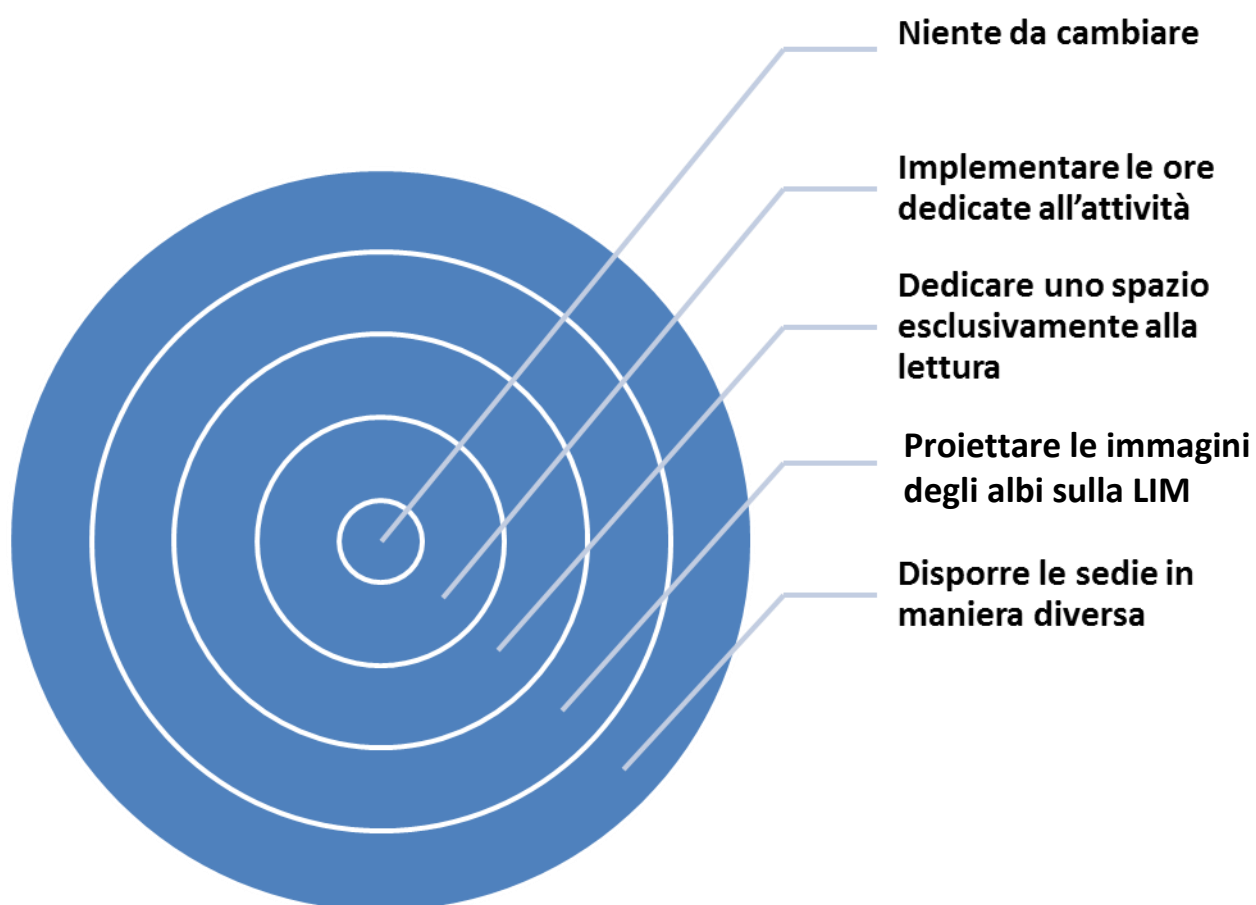 Niente da cambiare
Implementare le ore
dedicate all'attività
Dedicare uno spazio
esclusivamente alla
lettura
Proiettare le immagini
degli albi sulla LIM
Disporre le sedie in
maniera diversa